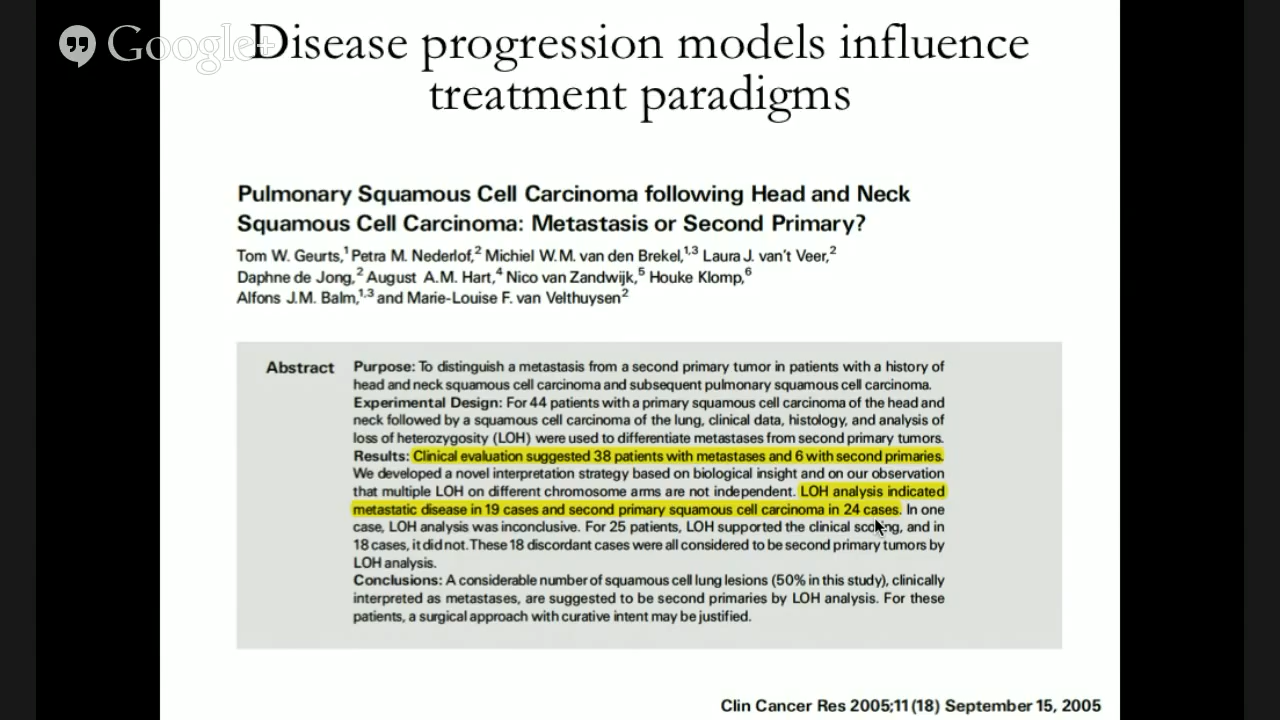 Google+
Disease progression models influence
treatment paradigms
Pulmonary Squamous Cell Carcinoma following Head and Neck
Squamous Cell Carcinoma: Metastasis or Second Primary?
Tom W. Geurts,1 Petra M. Nederlof,2 Michiel W.M. van den Brekel,1,3 Laura J. van't Veer,2
Daphne de Jong,2 August A.M. Hart,4 Nico van Zandwijk,5 Houke Klomp,6
Alfons J.M. Balm,1,3 and Marie-Louise F. van Velthuysen2
Abstract Purpose: To distinguish a metastasis from a second primary tumor in patients with a history of
head and neck squamous cell carcinoma and subsequent pulmonary squamous cell carcinoma.
Experimental Design: For 44 patients with a primary squamous cell carcinoma of the head and
neck followed by a squamous cell carcinoma of the lung, clinical data, histology, and analysis of
loss of heterozygosity (LOH) were used to differentiate metastases from second primary tumors.
Results: Clinical evaluation suggested 38 patients with metastases and 6 with second primaries.
We developed a novel interpretation strategy based on biological insight and on our observation
that multiple LOH on different chromosome arms are not independent. LOH analysis indicated
metastatic disease in 19 cases and second primary squamous cell carcinoma in 24 cases. In one
case, LOH analysis was inconclusive. For 25 patients, LOH supported the clinical scoring, and in
18 cases, it did not. These 18 discordant cases were all considered to be second primary tumors by
LOH analysis.
Conclusions: A considerable number of squamous cell lung lesions (50% in this study), clinically
interpreted as metastases, are suggested to be second primaries by LOH analysis. For these
patients, a surgical approach with curative intent may be justified.
Clin Cancer Res 2005;11(18) September 15, 2005